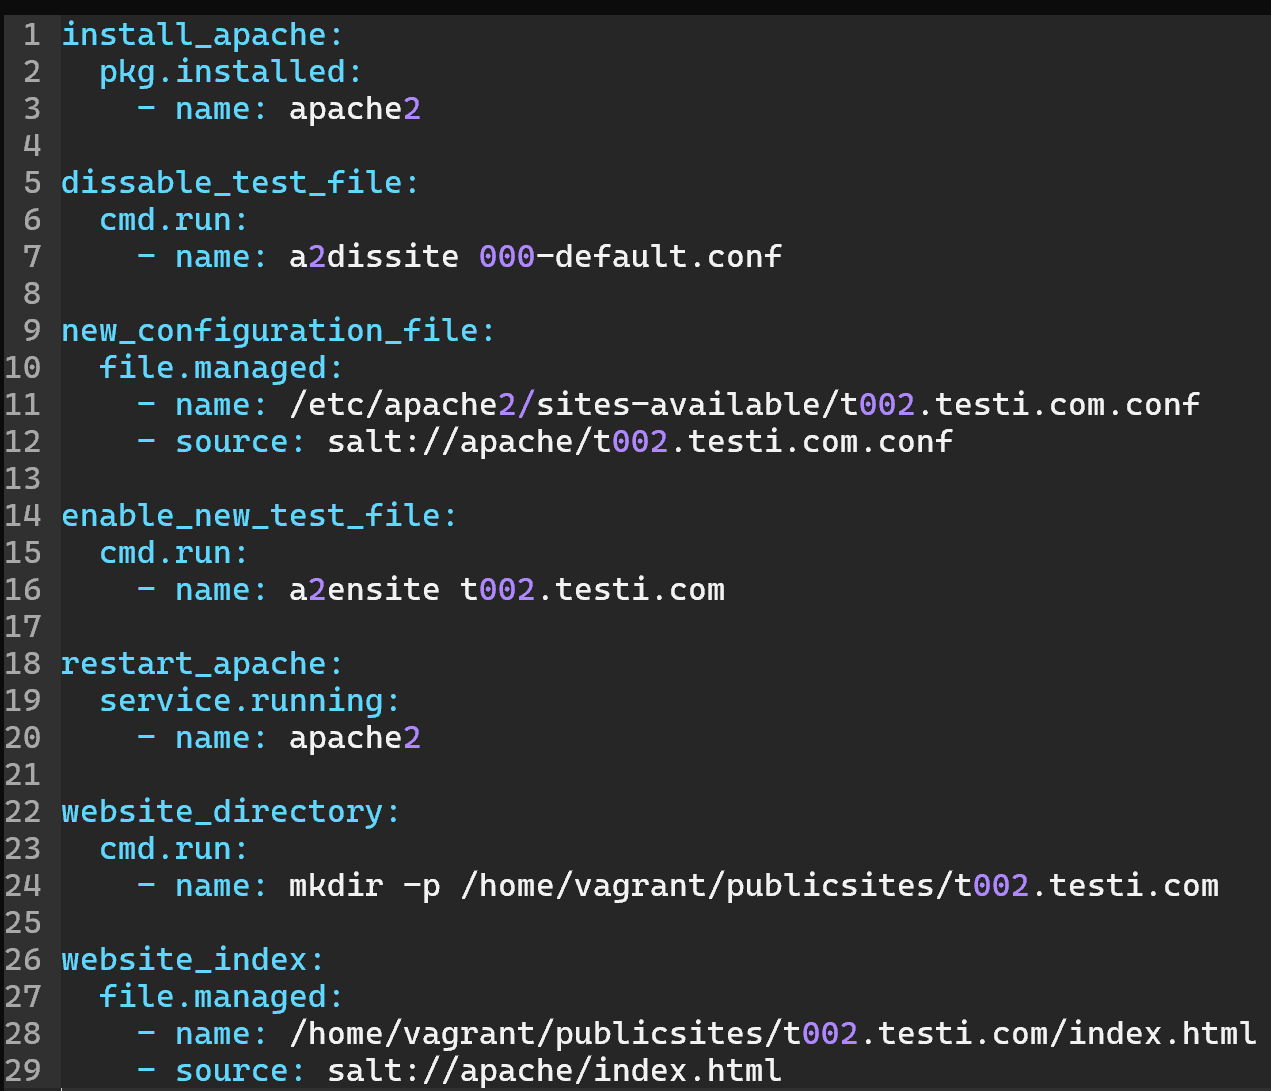 1 install_apache:
2   pkg.installed:
3     - name: apache2
4
5 dissable_test_file:
6   cmd.run:
7     - name: a2dissite 000-default.conf
8
9 new_configuration_file:
10   file.managed:
11     - name: /etc/apache2/sites-available/t002.testi.com.conf
12     - source: salt://apache/t002.testi.com.conf
13
14 enable_new_test_file:
15   cmd.run:
16     - name: a2ensite t002.testi.com
17
18 restart_apache:
19   service.running:
20     - name: apache2
21
22 website_directory:
23   cmd.run:
24     - name: mkdir -p /home/vagrant/publicsites/t002.testi.com
25
26 website_index:
27   file.managed:
28     - name: /home/vagrant/publicsites/t002.testi.com/index.html
29     - source: salt://apache/index.html